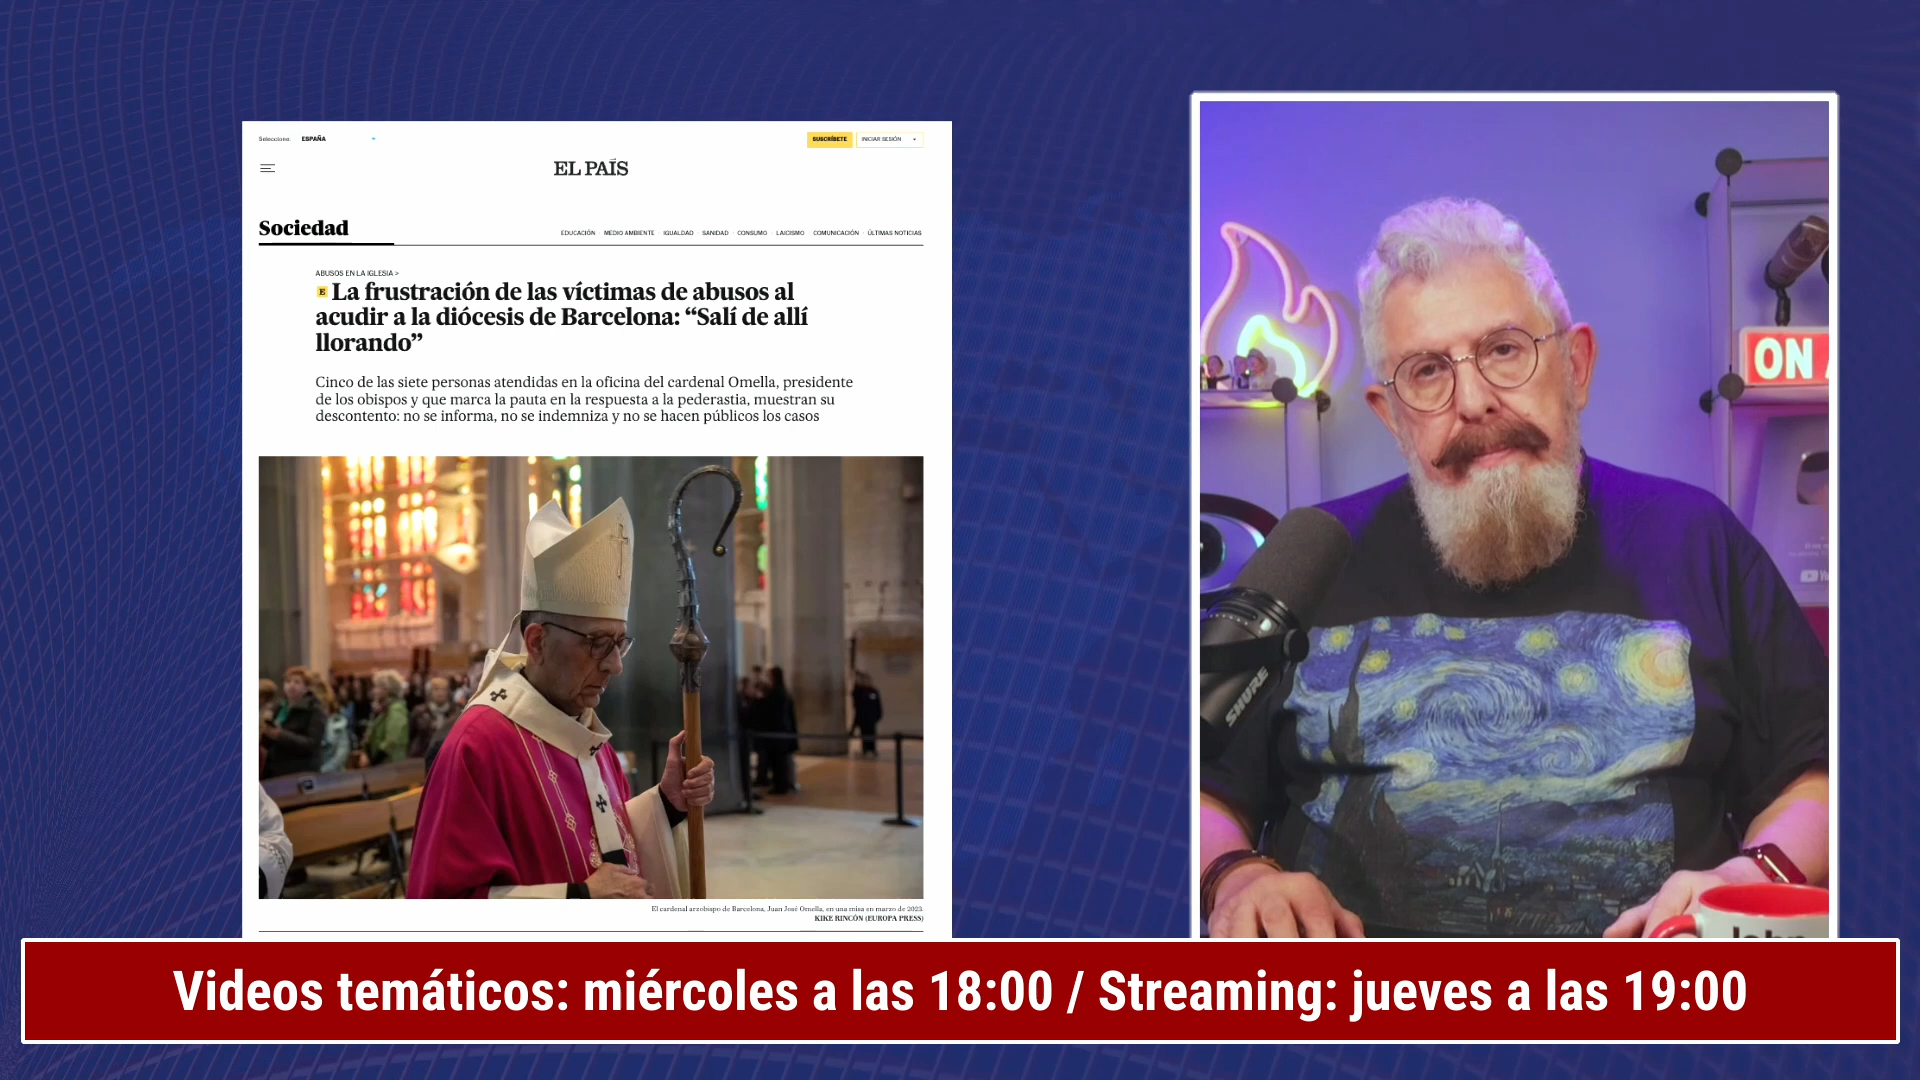 Seleccione: ESPAÑA
SUSCRÍBETE
INICIAR SESIÓN
EL PAÍS
Sociedad
EDUCACIÓN · MEDIO AMBIENTE · IGUALDAD · SANIDAD · CONSUMO · LAICISMO · COMUNICACIÓN · ÚLTIMAS NOTICIAS
ABUSOS EN LA IGLESIA >
E La frustración de las víctimas de abusos al
acudir a la diócesis de Barcelona: “Salí de allí
llorando”
Cinco de las siete personas atendidas en la oficina del cardenal Omella, presidente
de los obispos y que marca la pauta en la respuesta a la pederastia, muestran su
descontento: no se informa, no se indemniza y no se hacen públicos los casos
El cardenal arzobispo de Barcelona, Juan José Omella, en una misa en marzo de 2023.
KIKE RINCÓN (EUROPA PRESS)
ON
SHURE
John
Videos temáticos: miércoles a las 18:00 / Streaming: jueves a las 19:00